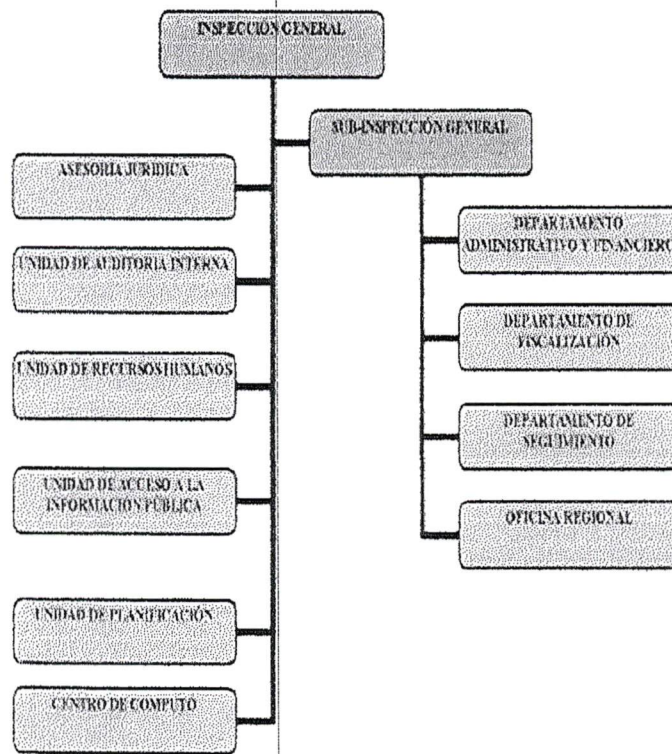 INSPECCIÓN GENERAL
SUB-INSPECCIÓN GENERAL
ASESORIA JURIDICA
UNIDAD DE AUDITORIA INTERNA
UNIDAD DE RECURSOS HUMANOS
UNIDAD DE ACCESO A LA
INFORMACION PÚBLICA
UNIDAD DE PLANIFICACIÓN
CENTRO DE COMPUTO
DEPARTAMENTO
ADMINISTRATIVO Y FINANCIERO
DEPARTAMENTO DE
FISCALIZACIÓN
DEPARTAMENTO DE
SEGUIMIENTO
OFICINA REGIONAL